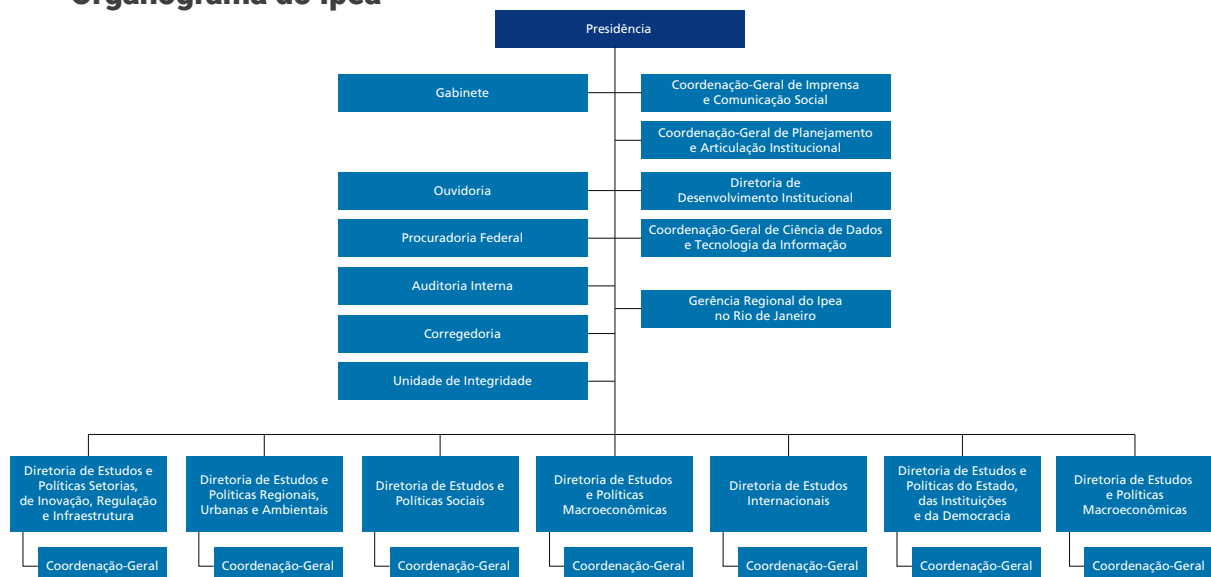 Organograma do Ipea
Presidência
Gabinete
Coordenação-Geral de Imprensa
e Comunicação Social
Coordenação-Geral de Planejamento
e Articulação Institucional
Ouvidoria
Diretoria de
Desenvolvimento Institucional
Procuradoria Federal
Coordenação-Geral de Ciência de Dados
e Tecnologia da Informação
Auditoria Interna
Gerência Regional do Ipea
no Rio de Janeiro
Corregedoria
Unidade de Integridade
Diretoria de Estudos e
Políticas Setorias,
de Inovação, Regulação
e Infraestrutura
Diretoria de Estudos e
Políticas Regionais,
Urbanas e Ambientais
Diretoria de Estudos e
Políticas Sociais
Diretoria de Estudos
e Políticas
Macroeconômicas
Diretoria de Estudos
Internacionais
Diretoria de Estudos e
Políticas do Estado,
das Instituições
e da Democracia
Diretoria de Estudos
e Políticas
Macroeconômicas
Coordenação-Geral
Coordenação-Geral
Coordenação-Geral
Coordenação-Geral
Coordenação-Geral
Coordenação-Geral
Coordenação-Geral